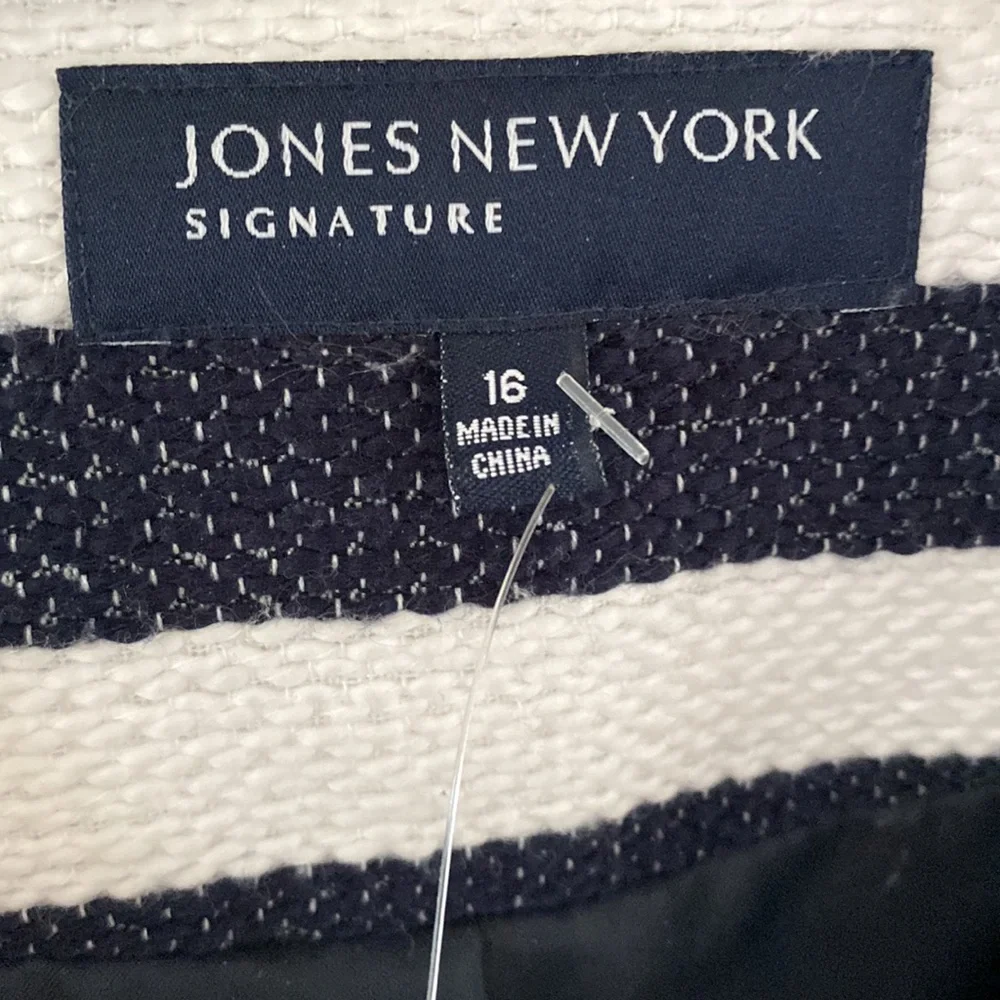 JONES NEW YORK
SIGNATURE
16
MADE IN
CHINA